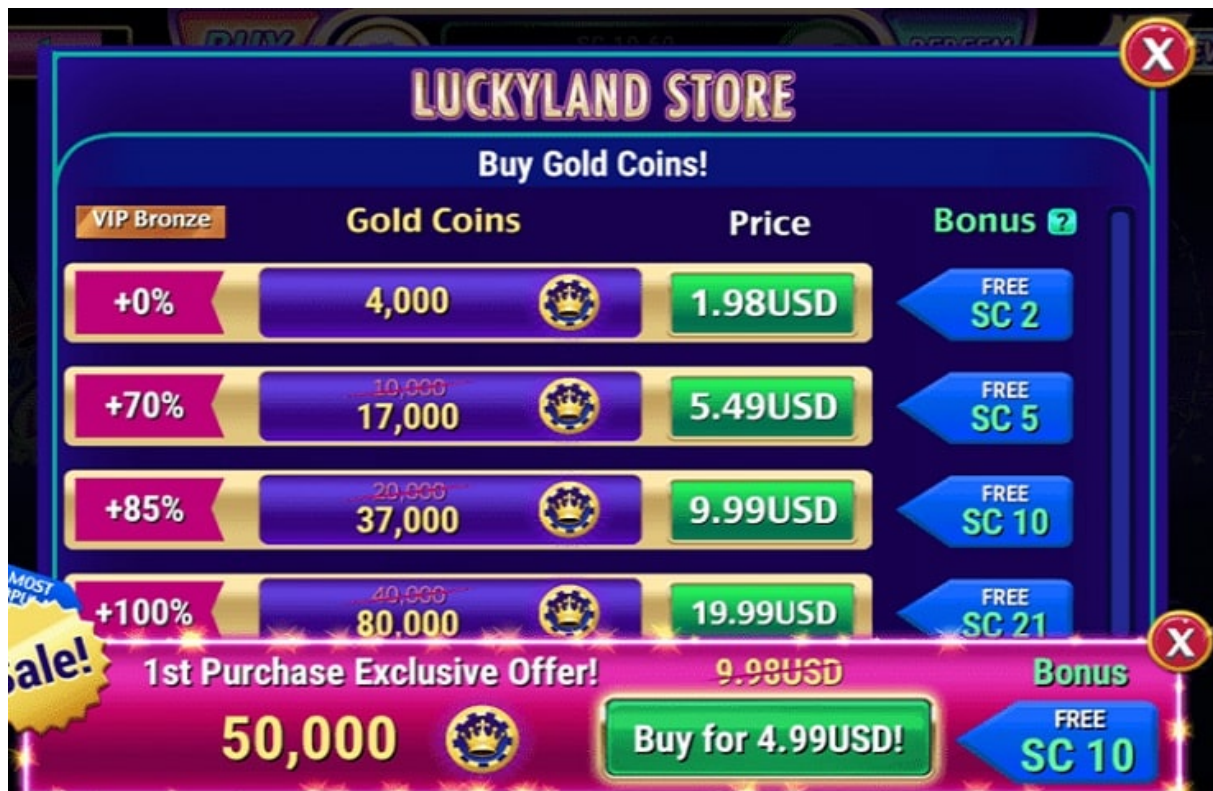 BUY
REDEEM
LUCKYLAND STORE
Buy Gold Coins!
VIP Bronze Gold Coins Price Bonus ?
+0% 4,000 1.98USD FREE SC 2
10,000
+70% 17,000 5.49USD FREE SC 5
20,000
+85% 37,000 9.99USD FREE SC 10
40,000
+100% 80,000 19.99USD FREE SC 21
MOST
Sale!
1st Purchase Exclusive Offer! 9.98USD Bonus
50,000 Buy for 4.99USD! FREE SC 10